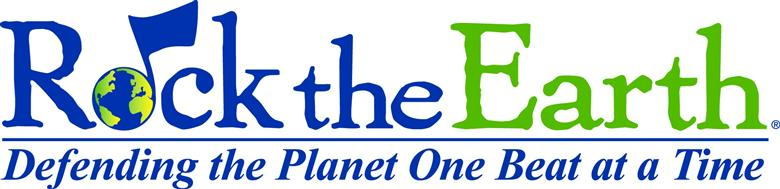 Rock the Earth®
Defending the Planet One Beat at a Time